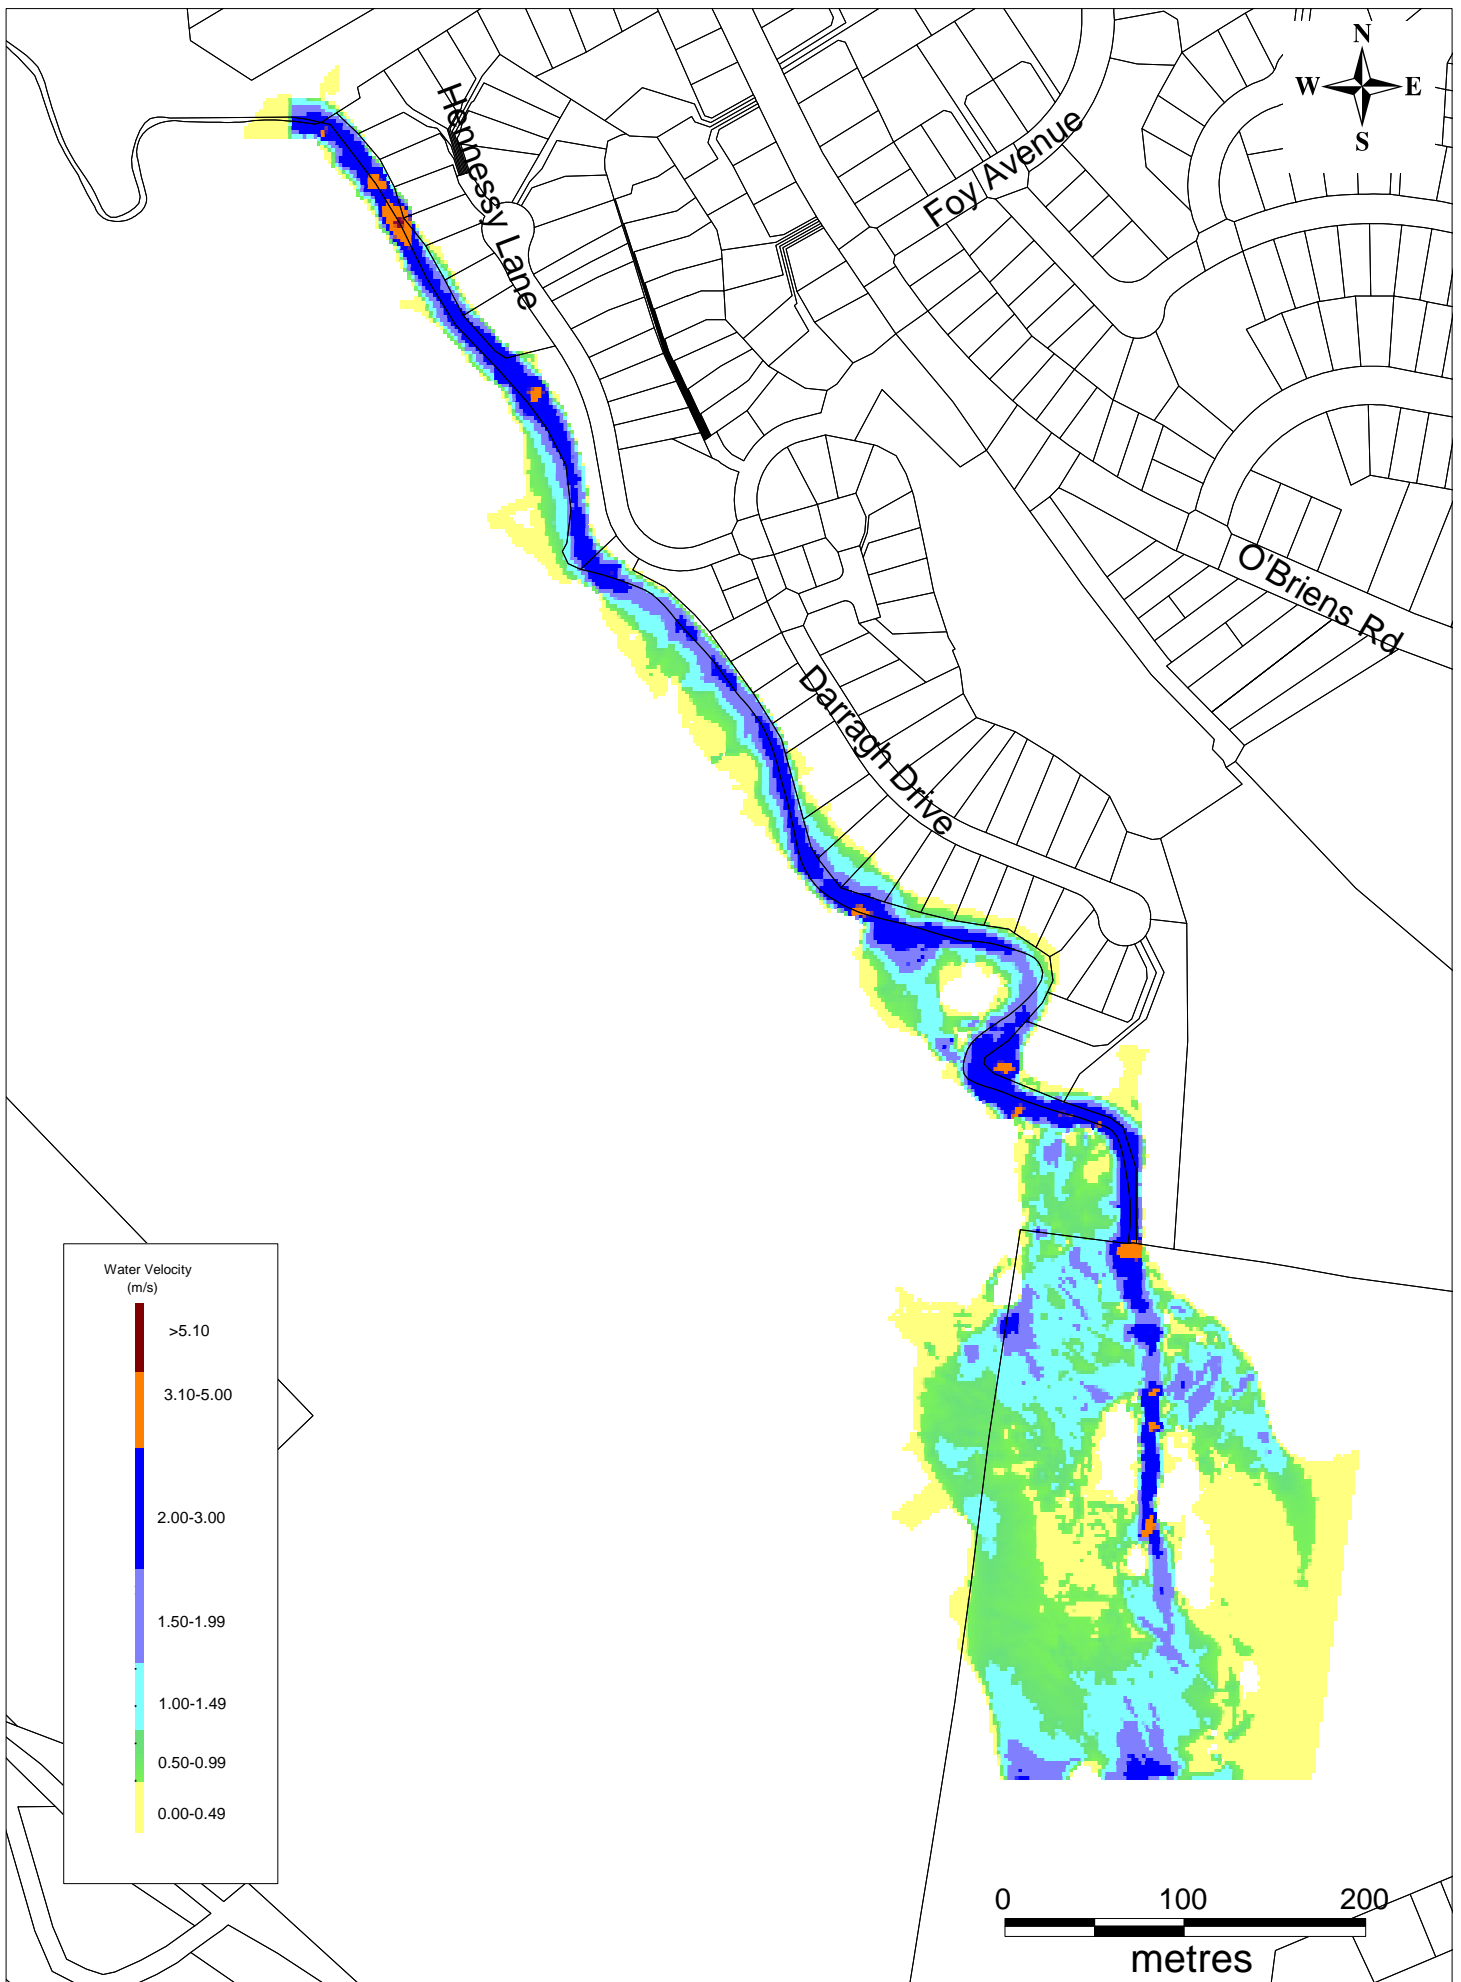 N
W E
S
Hennessy Lane
Foy Avenue
O'Briens Rd
Darragh Drive
Water Velocity
(m/s)
>5.10
3.10-5.00
2.00-3.00
1.50-1.99
1.00-1.49
0.50-0.99
0.00-0.49
0 100 200
metres